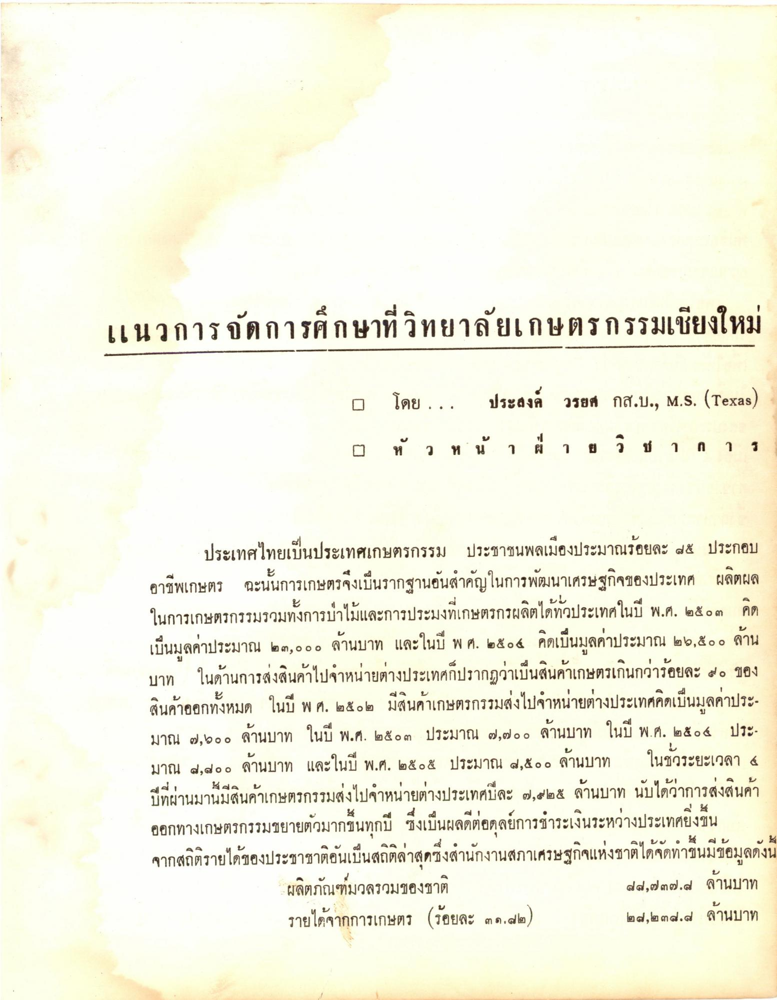 แนวการจัดการศึกษาที่วิทยาลัยเกษตรกรรมเชียงใหม่
□ โดย... ประสงค์ วรยศ กส.บ., M.S. (Texas)
□ หัวหน้าฝ่ายวิชาการ
ประเทศไทยเป็นประเทศเกษตรกรรม ประชาชนพลเมืองประมาณร้อยละ ๘๕ ประกอบ
อาชีพเกษตร ฉะนั้นการเกษตรจึงเป็นรากฐานอันสำคัญในการพัฒนาเศรษฐกิจของประเทศ ผลิตผล
ในการเกษตรกรรมรวมทั้งการป่าไม้และการประมงที่เกษตรกรผลิตได้ทั่วประเทศในปี พ.ศ. ๒๕๐๓ คิด
เป็นมูลค่าประมาณ ๒๓,๐๐๐ ล้านบาท และในปี พ ศ. ๒๕๐๔ คิดเป็นมูลค่าประมาณ ๒๖,๕๐๐ ล้าน
บาท ในด้านการส่งสินค้าไปจำหน่ายต่างประเทศก็ปรากฏว่าเป็นสินค้าเกษตรเกินกว่าร้อยละ ๙๐ ของ
สินค้าออกทั้งหมด ในปี พ ศ. ๒๕๐๒ มีสินค้าเกษตรกรรมส่งไปจำหน่ายต่างประเทศคิดเป็นมูลค่าประ-
มาณ ๗,๖๐๐ ล้านบาท ในปี พ.ศ. ๒๕๐๓ ประมาณ ๗,๗๐๐ ล้านบาท ในปี พ.ศ. ๒๕๐๔ ประ-
มาณ ๘,๘๐๐ ล้านบาท และในปี พ.ศ. ๒๕๐๕ ประมาณ ๘,๕๐๐ ล้านบาท ในชั่วระยะเวลา ๔
ปีที่ผ่านมานี้มีสินค้าเกษตรกรรมส่งไปจำหน่ายต่างประเทศปีละ ๗,๙๒๕ ล้านบาท นับได้ว่าการส่งสินค้า
ออกทางเกษตรกรรมขยายตัวมากขึ้นทุกปี ซึ่งเป็นผลดีต่อดุลย์การชำระเงินระหว่างประเทศยิ่งขึ้น
จากสถิติรายได้ของประชาชาติอันเป็นสถิติล่าสุดซึ่งสำนักงานสภาเศรษฐกิจแห่งชาติได้จัดทำขึ้นมีข้อมูลดังนี้
ผลิตภัณฑ์มวลรวมของชาติ ๘๘,๗๓๗.๘ ล้านบาท
รายได้จากการเกษตร (ร้อยละ ๓๑.๘๒) ๒๘,๒๓๘.๘ ล้านบาท